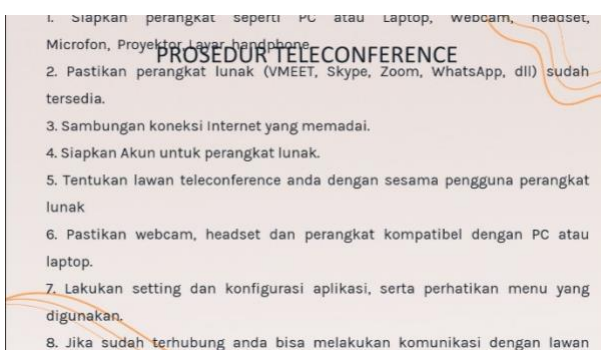 1. Siapkan perangkat seperti PC atau Laptop, webcam, headset,
Microfon, Proyektor Layar handphone
PROSEDUR TELECONFERENCE
2. Pastikan perangkat lunak (VMEET, Skype, Zoom, WhatsApp, dll) sudah
tersedia.
3. Sambungan koneksi Internet yang memadai.
4. Siapkan Akun untuk perangkat lunak.
5. Tentukan lawan teleconference anda dengan sesama pengguna perangkat
lunak
6. Pastikan webcam, headset dan perangkat kompatibel dengan PC atau
laptop.
7. Lakukan setting dan konfigurasi aplikasi, serta perhatikan menu yang
digunakan.
8. Jika sudah terhubung anda bisa melakukan komunikasi dengan lawan